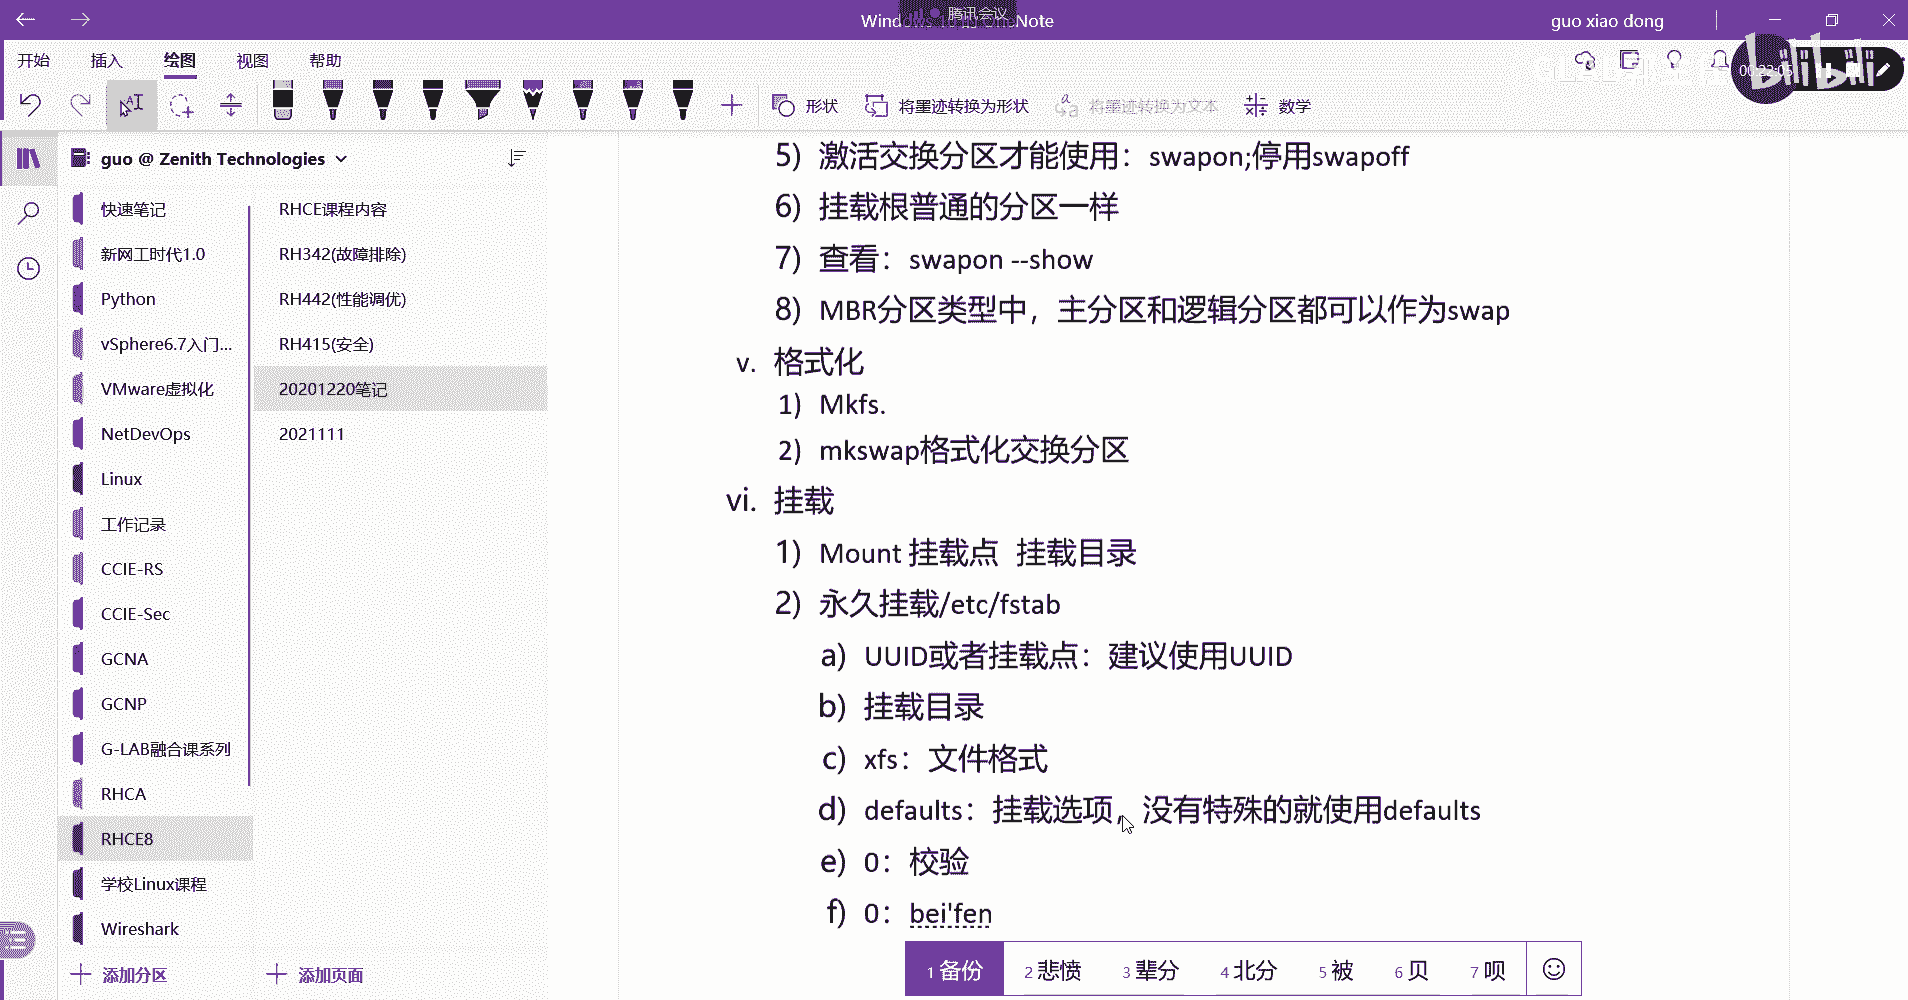 腾讯会议
guo xiao dong
开始 插入 绘图 视图 帮助
bilibili
形状 将墨迹转换为形状 将墨迹转换为文本 数学
guo @ Zenith Technologies
快速笔记
新网工时代1.0
Python
vSphere6.7入门...
VMware虚拟化
NetDevOps
Linux
工作记录
CCIE-RS
CCIE-Sec
GCNA
GCNP
G-LAB融合课系列
RHCA
RHCE8
学校Linux课程
Wireshark
添加分区
RHCE课程内容
RH342(故障排除)
RH442(性能调优)
RH415(安全)
20201220笔记
2021111
添加页面
5) 激活交换分区才能使用：swapon;停用swapoff
6) 挂载根普通的分区一样
7) 查看：swapon --show
8) MBR分区类型中，主分区和逻辑分区都可以作为swap
v. 格式化
1) Mkfs.
2) mkswap格式化交换分区
vi. 挂载
1) Mount 挂载点 挂载目录
2) 永久挂载/etc/fstab
a) UUID或者挂载点：建议使用UUID
b) 挂载目录
c) xfs：文件格式
d) defaults：挂载选项，没有特殊的就使用defaults
e) 0：校验
f) 0：bei'fen
1 备份 2 悲愤 3 辈分 4 北分 5 被 6 贝 7 呗